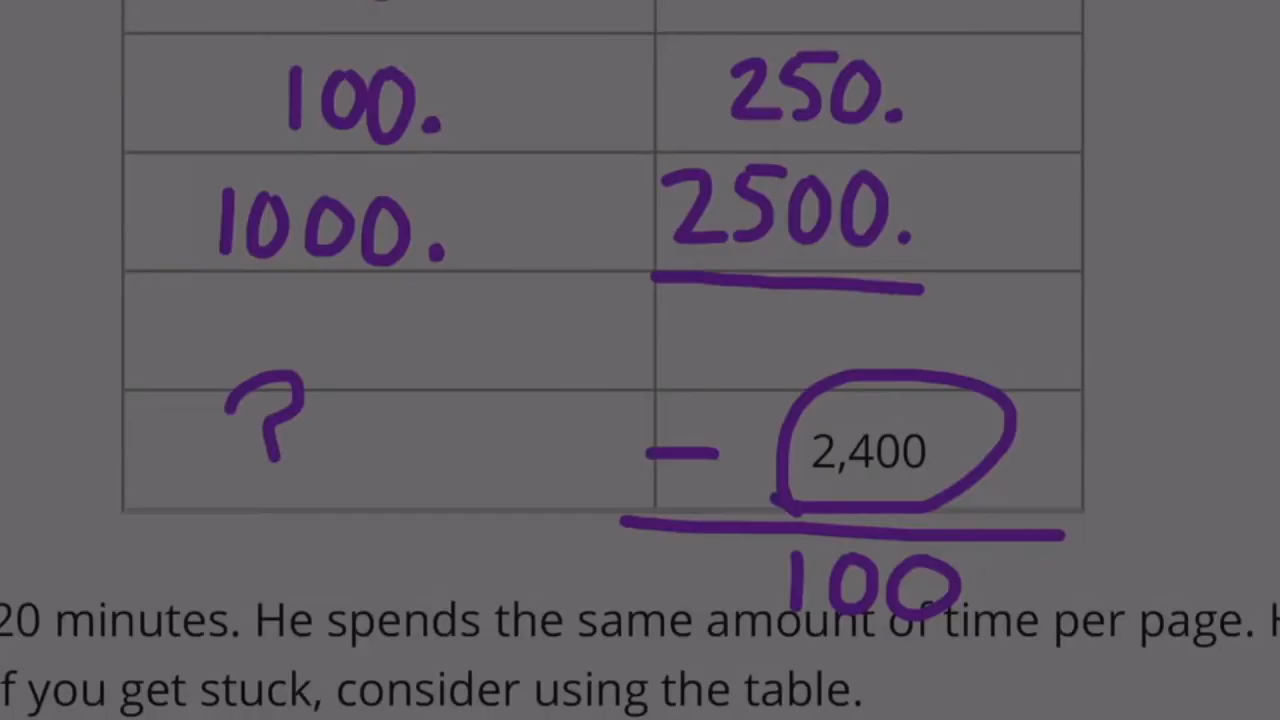 100. 250.
1000. 2500.
? - 2,400
100
20 minutes. He spends the same amount of time per page. H
f you get stuck, consider using the table.